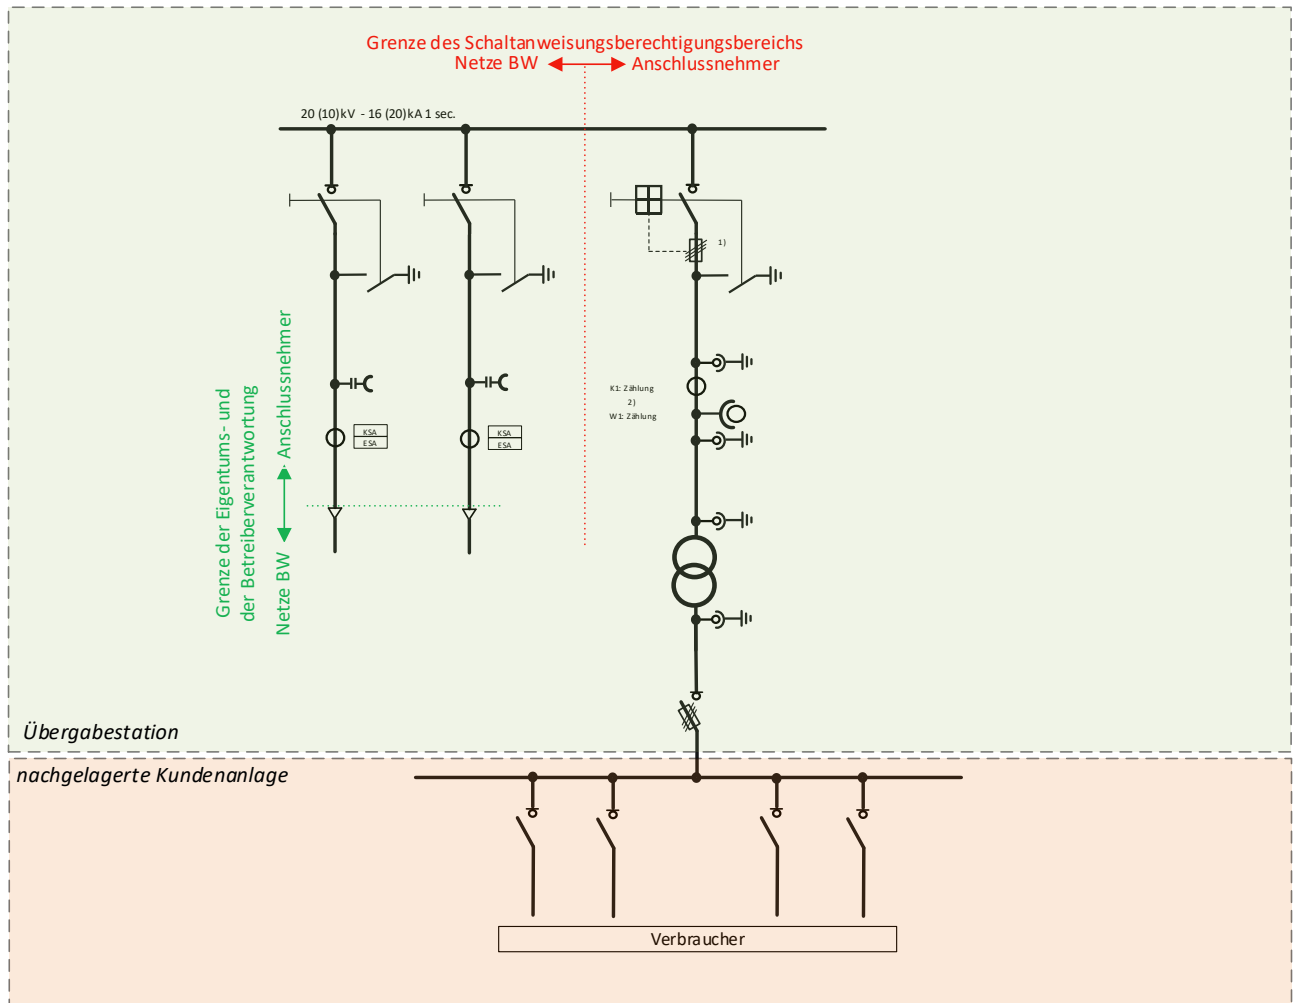 Grenze des Schaltanweisungsberechtigungsbereichs
Netze BW
Anschlussnehmer
20 (10)kV - 16 (20)kA 1 sec.
1)
K1: Zählung
2)
W1: Zählung
KSA
ESA
KSA
ESA
Grenze der Eigentums- und
der Betreiberverantwortung
Netze BW
Anschlussnehmer
Übergabestation
nachgelagerte Kundenanlage
Verbraucher